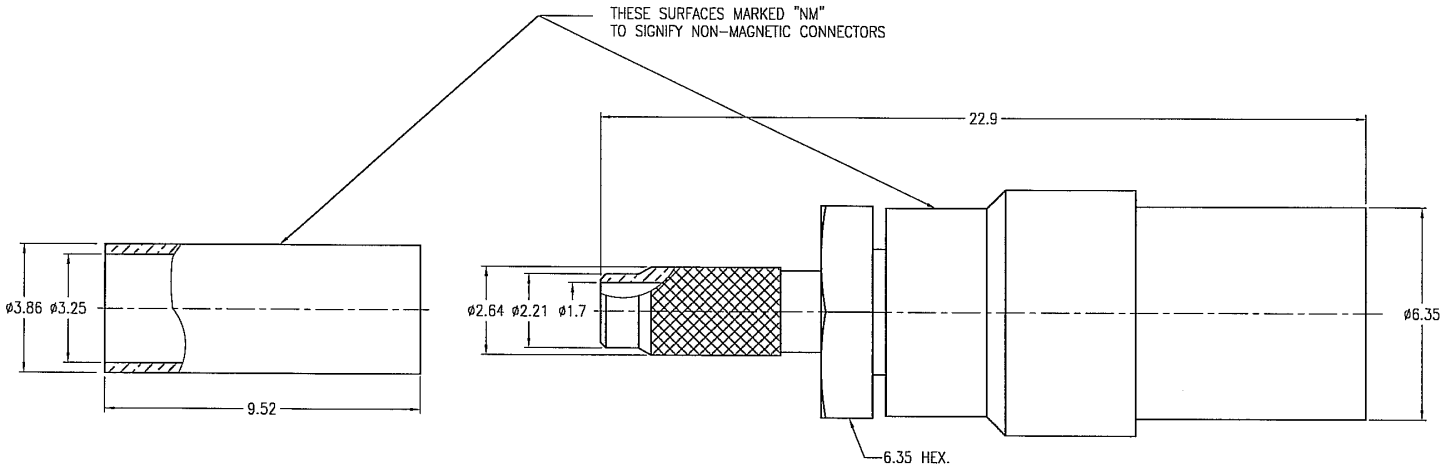 THESE SURFACES MARKED "NM"
TO SIGNIFY NON-MAGNETIC CONNECTORS
22.9
ø3.86 ø3.25
ø2.64 ø2.21 ø1.7
ø6.35
9.52
6.35 HEX.